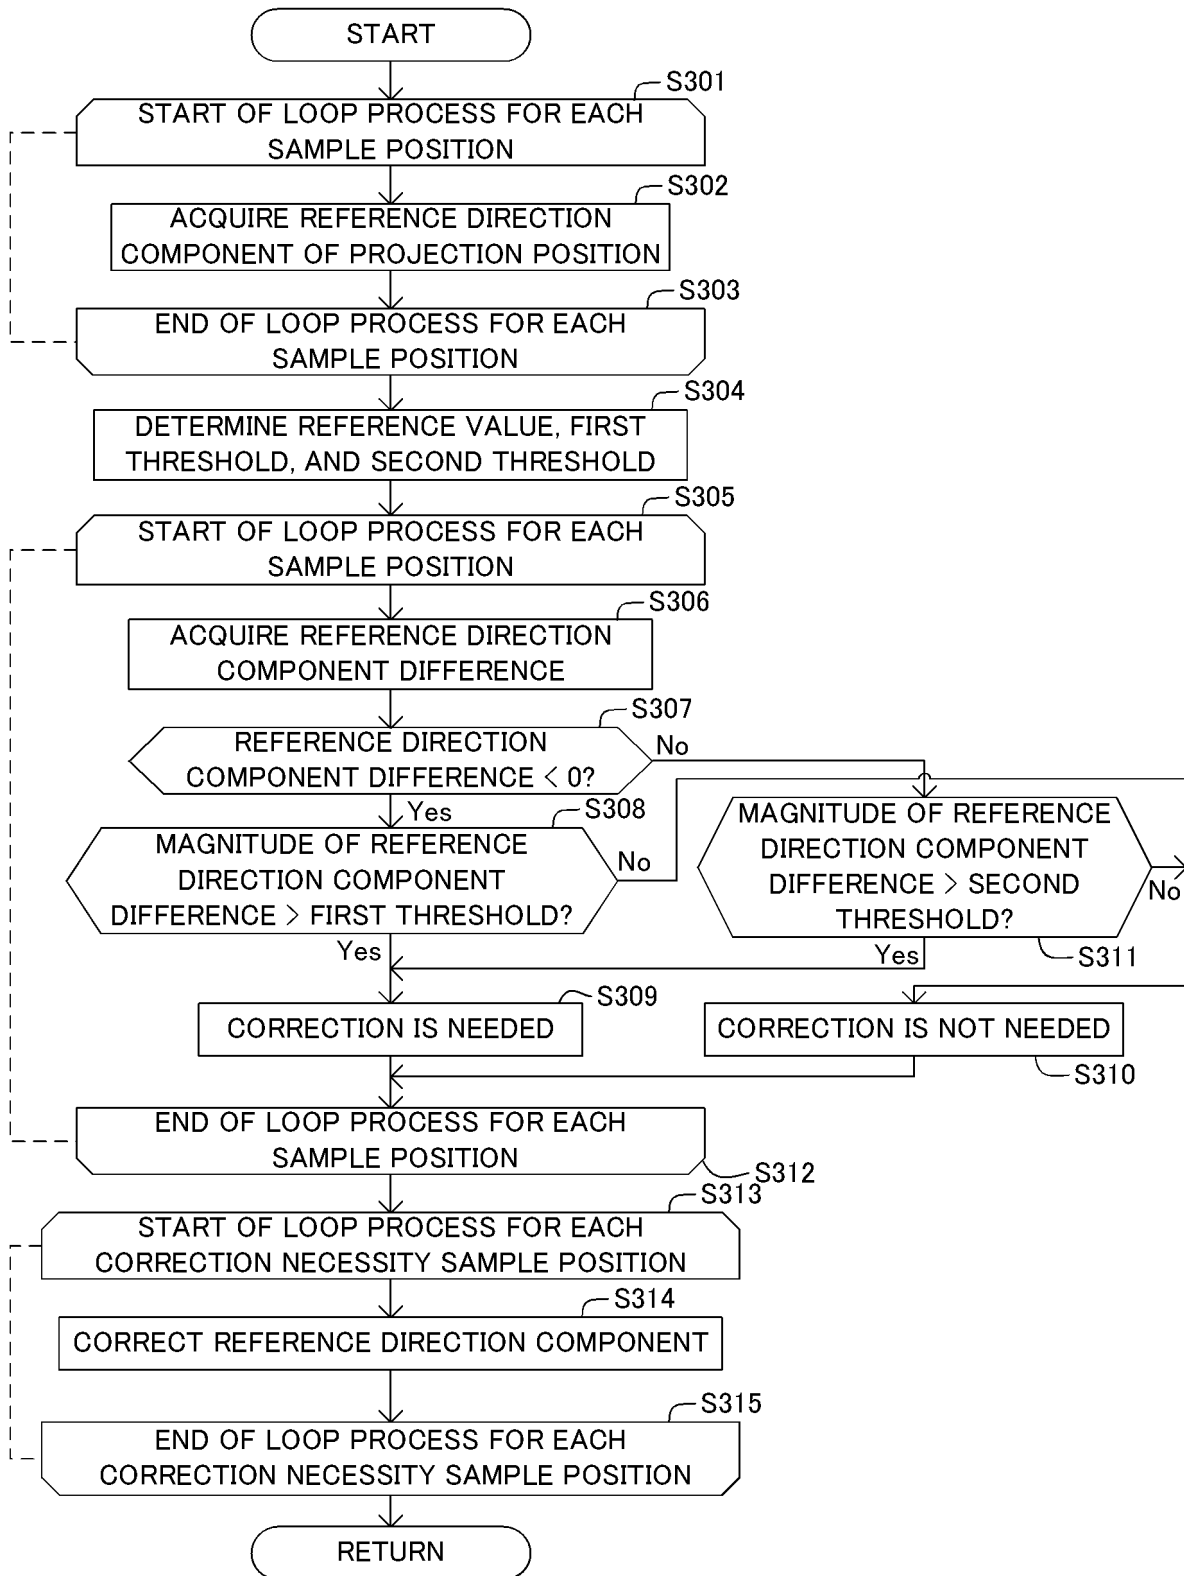 START
S301
START OF LOOP PROCESS FOR EACH
SAMPLE POSITION
S302
ACQUIRE REFERENCE DIRECTION
COMPONENT OF PROJECTION POSITION
S303
END OF LOOP PROCESS FOR EACH
SAMPLE POSITION
S304
DETERMINE REFERENCE VALUE, FIRST
THRESHOLD, AND SECOND THRESHOLD
S305
START OF LOOP PROCESS FOR EACH
SAMPLE POSITION
S306
ACQUIRE REFERENCE DIRECTION
COMPONENT DIFFERENCE
S307
REFERENCE DIRECTION
COMPONENT DIFFERENCE < 0?
No
Yes
S308
MAGNITUDE OF REFERENCE
DIRECTION COMPONENT
DIFFERENCE > FIRST THRESHOLD?
No
Yes
MAGNITUDE OF REFERENCE
DIRECTION COMPONENT
DIFFERENCE > SECOND
THRESHOLD?
No
Yes
S311
S309
CORRECTION IS NEEDED
CORRECTION IS NOT NEEDED
S310
END OF LOOP PROCESS FOR EACH
SAMPLE POSITION
S312
S313
START OF LOOP PROCESS FOR EACH
CORRECTION NECESSITY SAMPLE POSITION
S314
CORRECT REFERENCE DIRECTION COMPONENT
S315
END OF LOOP PROCESS FOR EACH
CORRECTION NECESSITY SAMPLE POSITION
RETURN